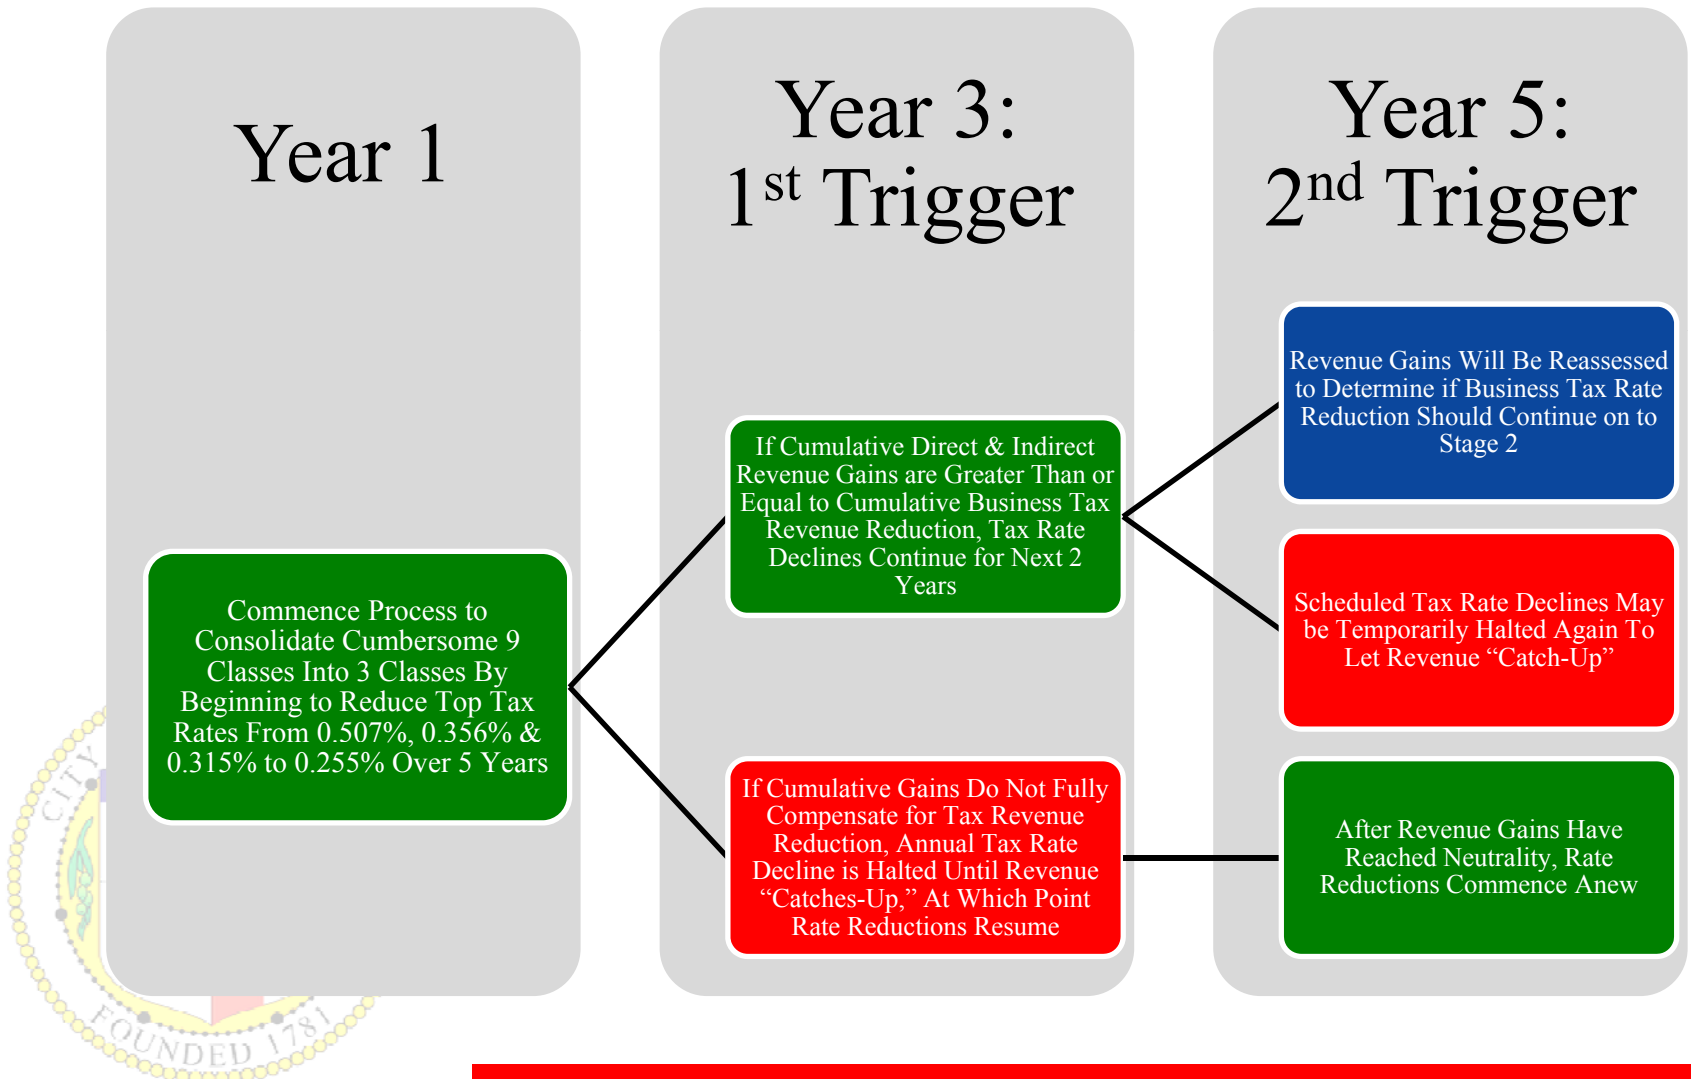 Year 1
Commence Process to
Consolidate Cumbersome 9
Classes Into 3 Classes By
Beginning to Reduce Top Tax
Rates From 0.507%, 0.356% &
0.315% to 0.255% Over 5 Years
Year 3:
1st Trigger
If Cumulative Direct & Indirect
Revenue Gains are Greater Than or
Equal to Cumulative Business Tax
Revenue Reduction, Tax Rate
Declines Continue for Next 2
Years
If Cumulative Gains Do Not Fully
Compensate for Tax Revenue
Reduction, Annual Tax Rate
Decline is Halted Until Revenue
“Catches-Up,” At Which Point
Rate Reductions Resume
Year 5:
2nd Trigger
Revenue Gains Will Be Reassessed
to Determine if Business Tax Rate
Reduction Should Continue on to
Stage 2
Scheduled Tax Rate Declines May
be Temporarily Halted Again To
Let Revenue “Catch-Up”
After Revenue Gains Have
Reached Neutrality, Rate
Reductions Commence Anew
CITY
FOUNDED 1781